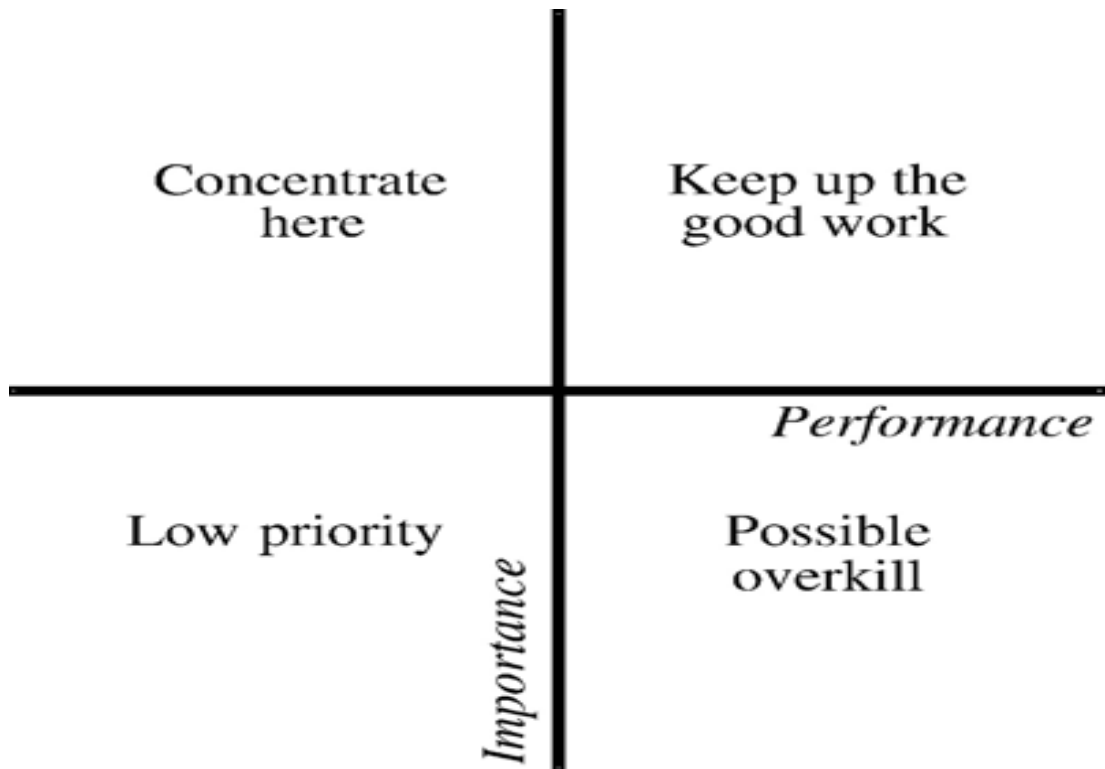 Concentrate
here
Keep up the
good work
Performance
Low priority
Possible
overkill
Importance